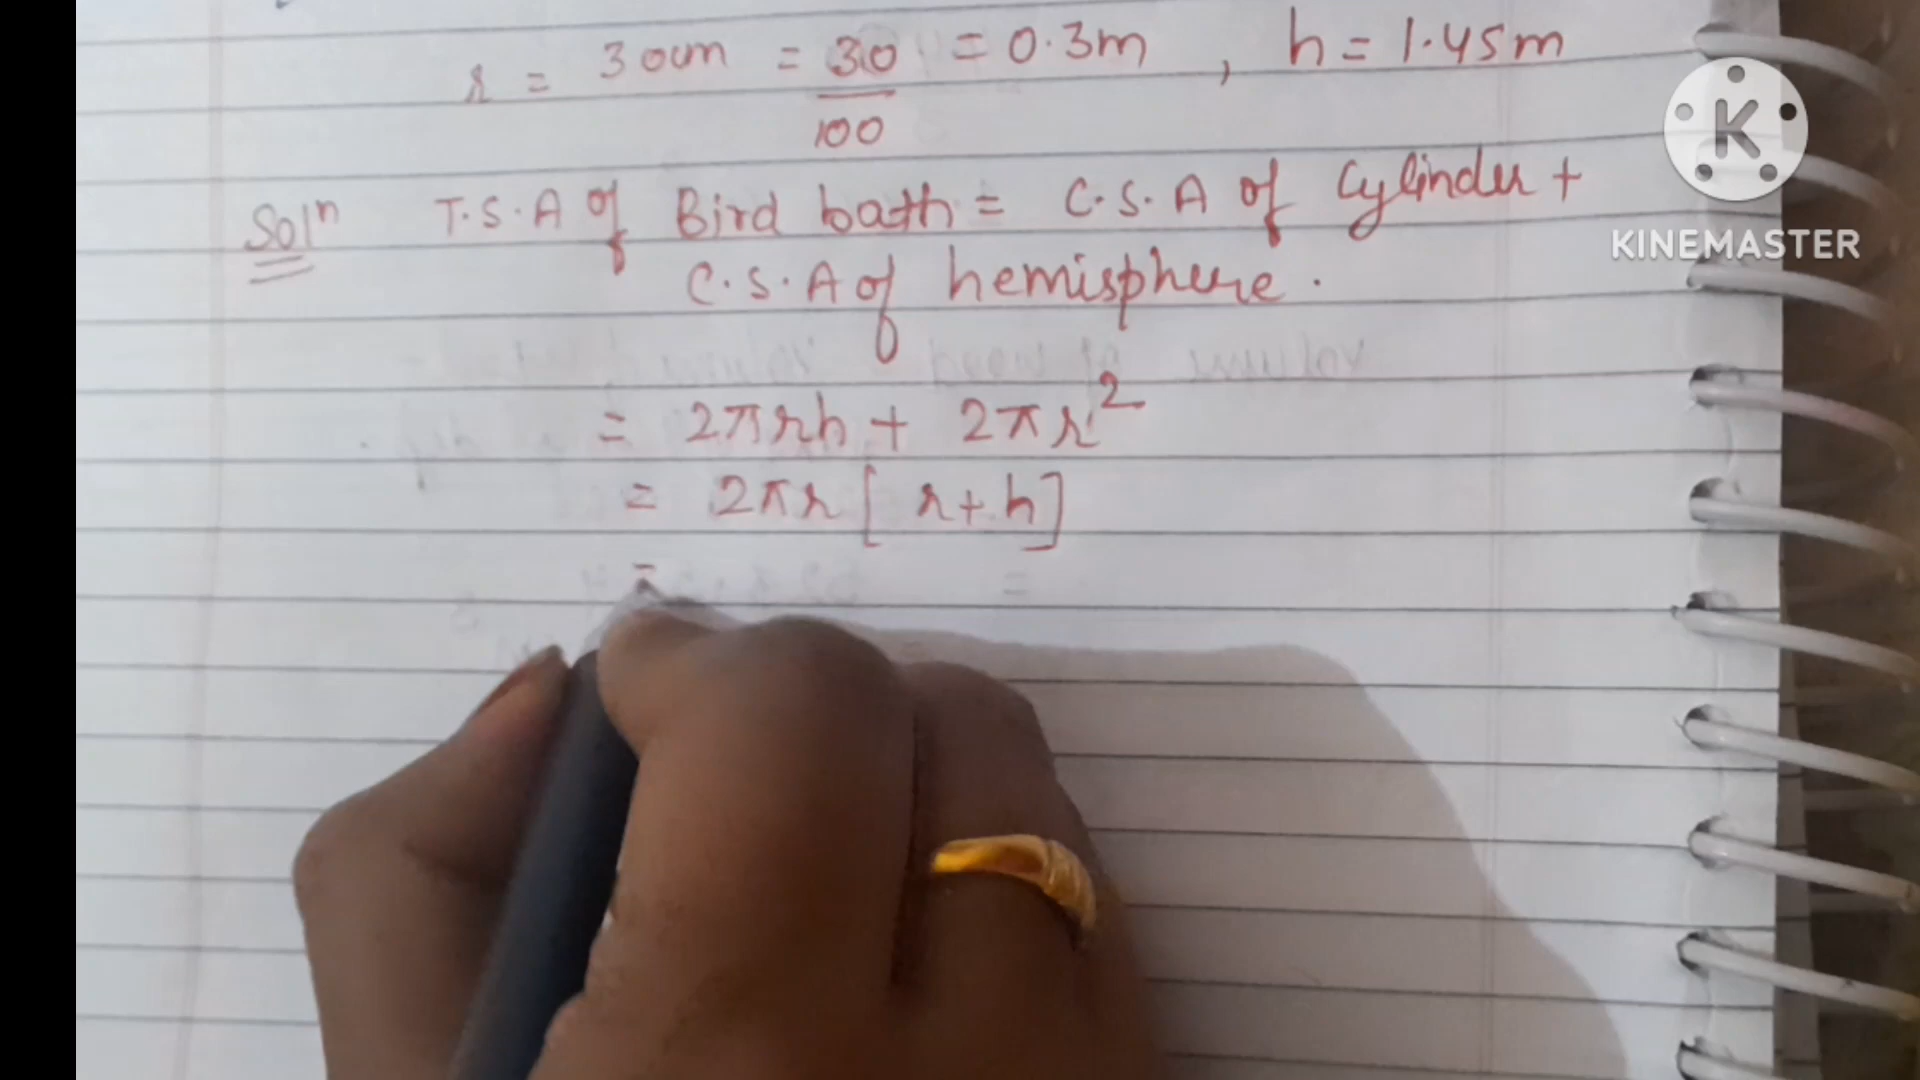 r = 30cm = 30/100 = 0.3m , h = 1.45m
Solⁿ T.S.A of Bird bath = C.S.A of Cylinder +
C.S.A of hemisphere.
= 2πrh + 2πr²
= 2πr [ r + h ]
=
K
KINEMASTER